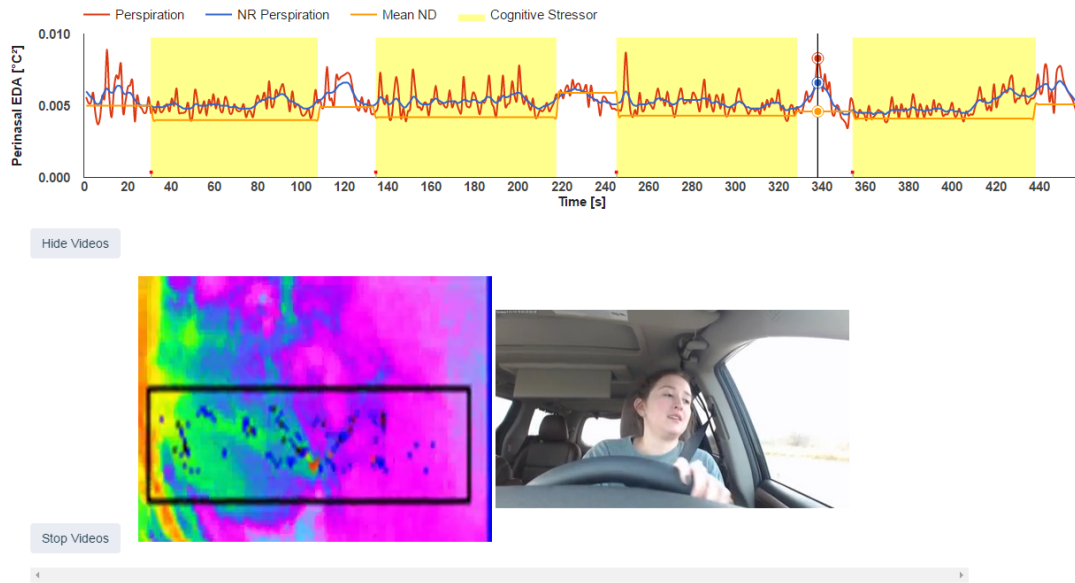 Perspiration NR Perspiration Mean ND Cognitive Stressor
Perinasal EDA [°C²]
0.010
0.005
0.000
0 20 40 60 80 100 120 140 160 180 200 220 240 260 280 300 320 340 360 380 400 420 440
Time [s]
Hide Videos
Stop Videos